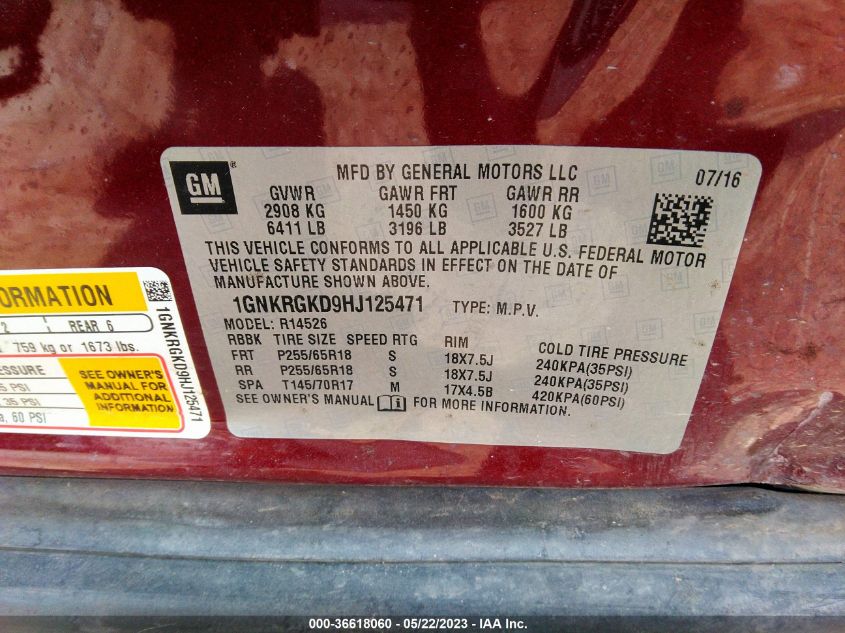 GM
MFD BY GENERAL MOTORS LLC
07/16
GVWR GAWR FRT GAWR RR
2908 KG 1450 KG 1600 KG
6411 LB 3196 LB 3527 LB
THIS VEHICLE CONFORMS TO ALL APPLICABLE U.S. FEDERAL MOTOR
VEHICLE SAFETY STANDARDS IN EFFECT ON THE DATE OF
MANUFACTURE SHOWN ABOVE.
1GNKRGKD9HJ125471 TYPE: M.P.V.
MODEL: R14526
RBBK TIRE SIZE SPEED RTG RIM COLD TIRE PRESSURE
FRT P255/65R18 S 18X7.5J 240KPA(35PSI)
RR P255/65R18 S 18X7.5J 240KPA(35PSI)
SPA T145/70R17 M 17X4.5B 420KPA(60PSI)
SEE OWNER'S MANUAL FOR MORE INFORMATION.
ORMATION
2 REAR 6
759 kg or 1673 lbs.
SSURE
PSI
35 PSI
a, 60 PSI
SEE OWNER'S
MANUAL FOR
ADDITIONAL
INFORMATION
1GNKRGKD9HJ125471
000-36618060 - 05/22/2023 - IAA Inc.